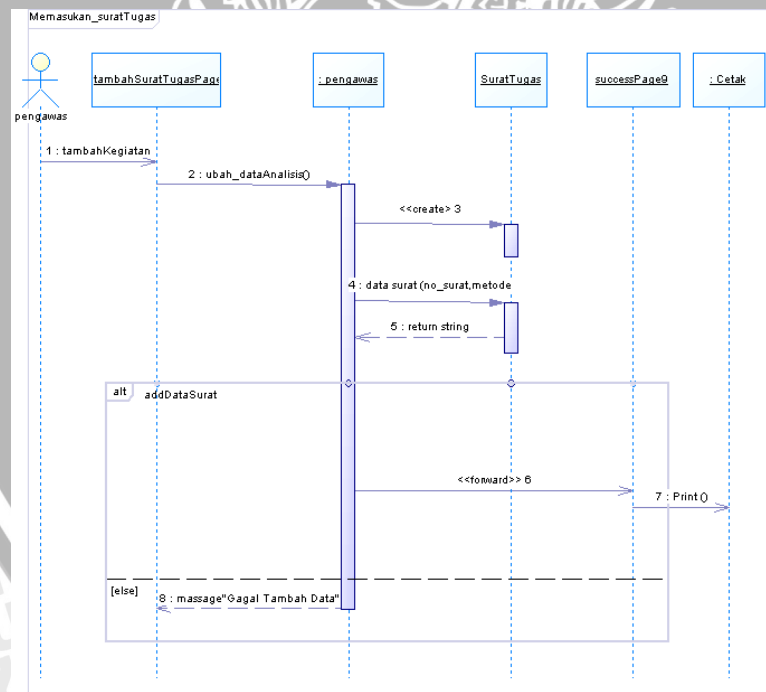 Memasukan_suratTugas
tambahSuratTugasPage
: pengawas
SuratTugas
successPage9
: Cetak
pengawas
1 : tambahKegiatan
2 : ubah_dataAnalisis()
<<create> 3
4 : data surat (no_surat,metode
5 : return string
alt
addDataSurat
<<forward>> 6
7 : Print ()
[else]
8 : massage"Gagal Tambah Data"